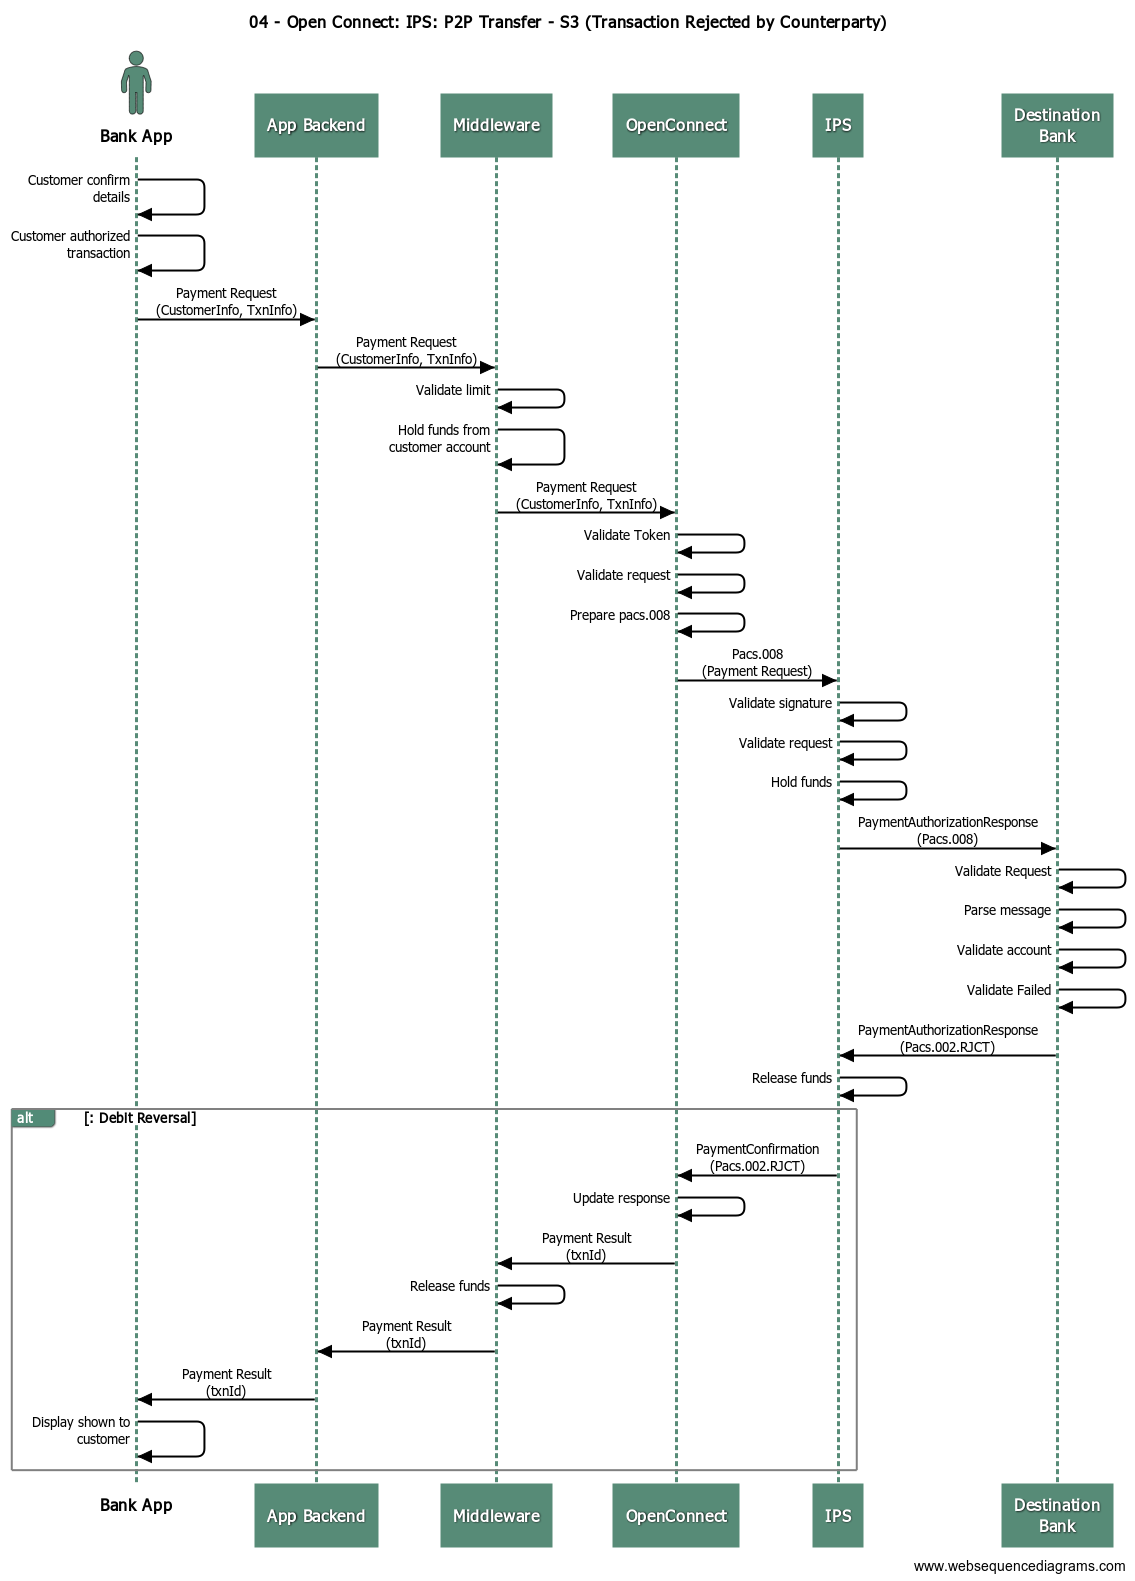 04 - Open Connect: IPS: P2P Transfer - S3 (Transaction Rejected by Counterparty)
Bank App
App Backend
Middleware
OpenConnect
IPS
Destination
Bank
Customer confirm
details
Customer authorized
transaction
Payment Request
(CustomerInfo, TxnInfo)
Payment Request
(CustomerInfo, TxnInfo)
Validate limit
Hold funds from
customer account
Payment Request
(CustomerInfo, TxnInfo)
Validate Token
Validate request
Prepare pacs.008
Pacs.008
(Payment Request)
Validate signature
Validate request
Hold funds
PaymentAuthorizationResponse
(Pacs.008)
Validate Request
Parse message
Validate account
Validate Failed
PaymentAuthorizationResponse
(Pacs.002.RJCT)
Release funds
alt
[: Debit Reversal]
PaymentConfirmation
(Pacs.002.RJCT)
Update response
Payment Result
(txnId)
Release funds
Payment Result
(txnId)
Payment Result
(txnId)
Display shown to
customer
Bank App
App Backend
Middleware
OpenConnect
IPS
Destination
Bank
www.websequencediagrams.com